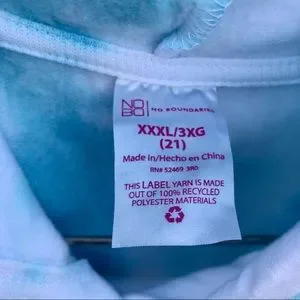 NO BO NO BOUNDARIES
XXXL/3XG
(21)
Made in/Hecho en China
RN# 52469 3R0
THIS LABEL YARN IS MADE
OUT OF 100% RECYCLED
POLYESTER MATERIALS